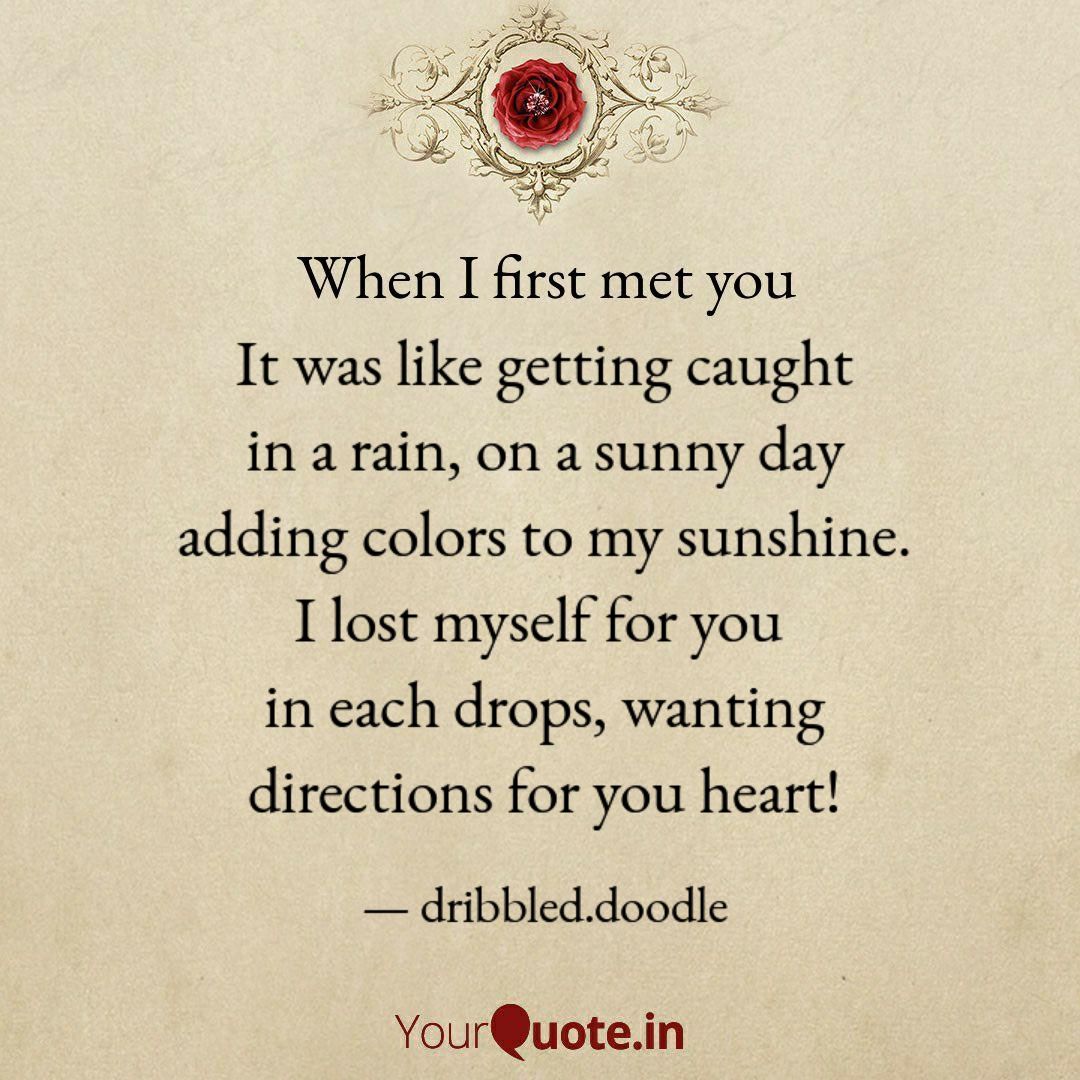 When I first met you
It was like getting caught
in a rain, on a sunny day
adding colors to my sunshine.
I lost myself for you
in each drops, wanting
directions for you heart!
— dribbled.doodle
YourQuote.in